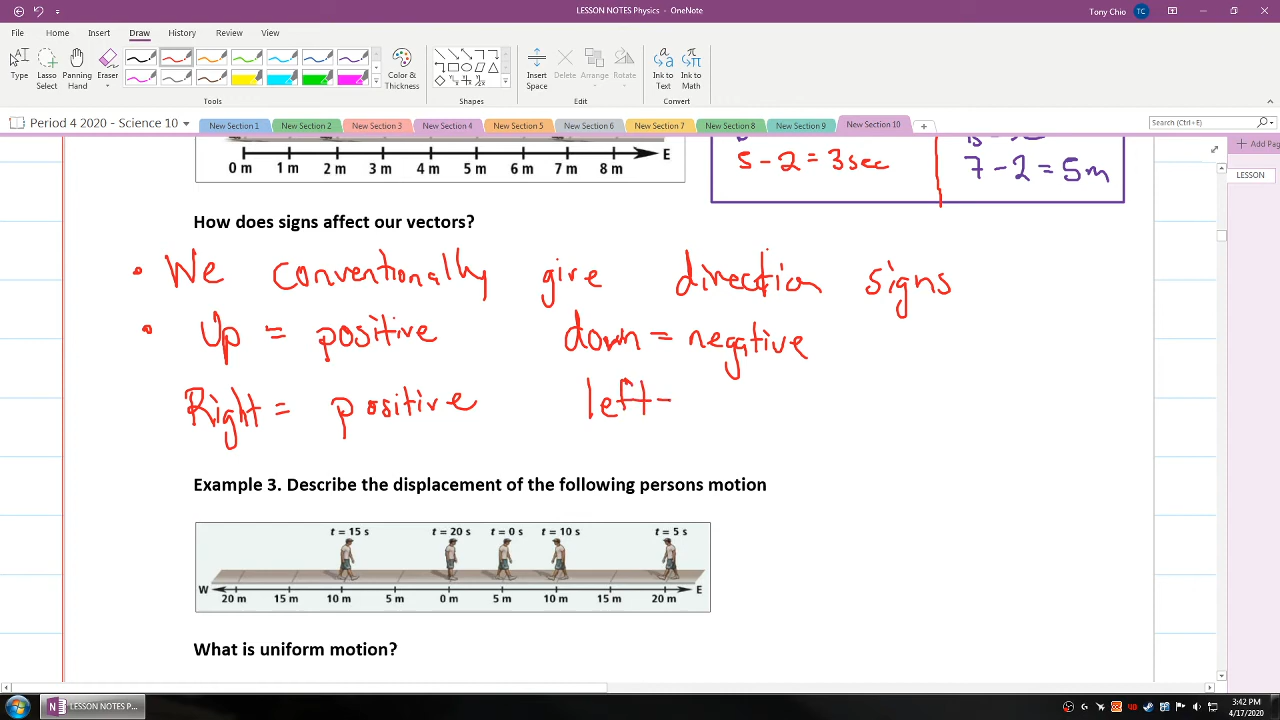 LESSON NOTES Physics - OneNote
Tony Chio TC
File Home Insert Draw History Review View
Type Lasso Select Panning Hand Eraser Color & Thickness Insert Space Delete Arrange Rotate Ink to Text Ink to Math
Tools Shapes Edit Convert
Period 4 2020 - Science 10 New Section 1 New Section 2 New Section 3 New Section 4 New Section 5 New Section 6 New Section 7 New Section 8 New Section 9 New Section 10 Search (Ctrl+E)
Add Pag
0 m 1 m 2 m 3 m 4 m 5 m 6 m 7 m 8 m E
5 - 2 = 3sec
7 - 2 = 5m
LESSON
How does signs affect our vectors?
• We conventionally give direction signs
• Up = positive down = negative
Right = positive left -
Example 3. Describe the displacement of the following persons motion
t = 15 s t = 20 s t = 0 s t = 10 s t = 5 s
W E
20 m 15 m 10 m 5 m 0 m 5 m 10 m 15 m 20 m
What is uniform motion?
LESSON NOTES P...
3:42 PM
4/17/2020